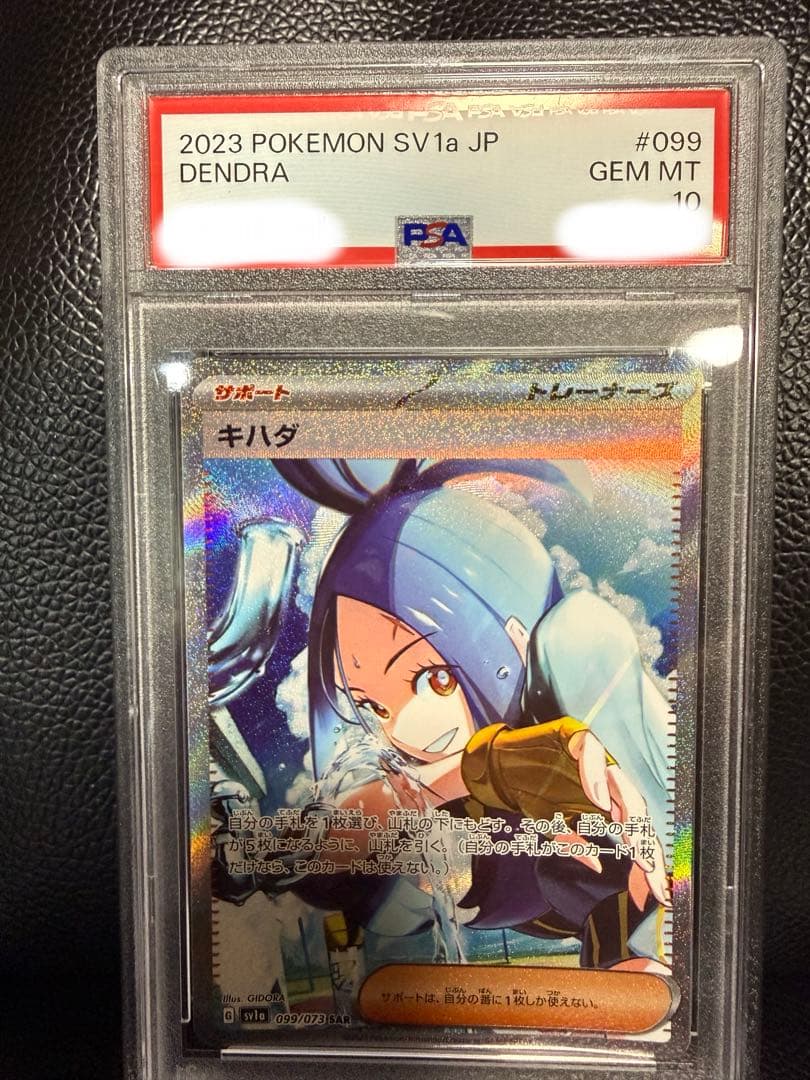 2023 POKEMON SV1a JP #099
DENDRA GEM MT
10
PSA
サポート トレーナーズ
キハダ
自分の手札を1枚選び、山札の下にもどす。その後、自分の手札
が5枚になるように、山札を引く。（自分の手札がこのカード1枚
だけなら、このカードは使えない。）
サポートは、自分の番に1枚しか使えない。
Illus. GIDORA
G sv1a 099/073 SAR